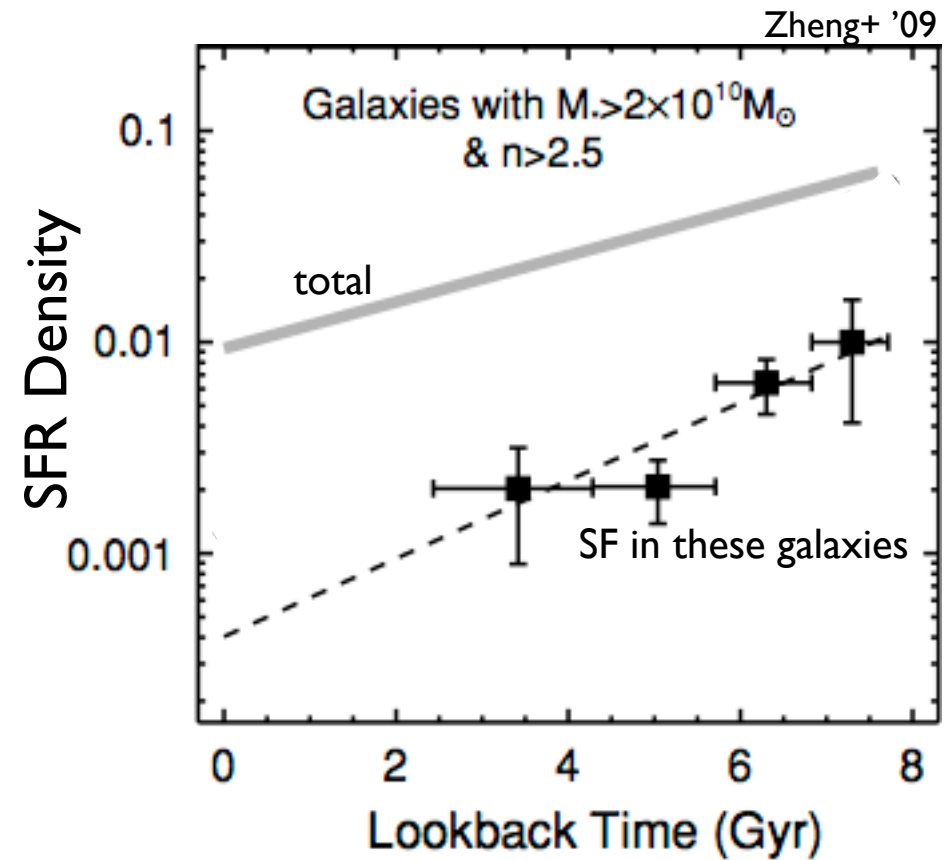 Zheng+ '09
Galaxies with M*>2×10¹⁰M☉
& n>2.5
0.1
total
0.01
SFR Density
0.001
SF in these galaxies
0 2 4 6 8
Lookback Time (Gyr)